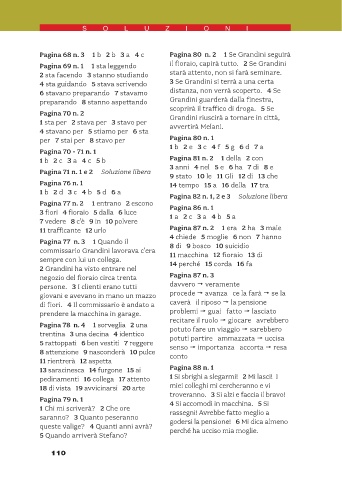 SOLUZIONI
Pagina 68 n. 3 1 b 2 b 3 a 4 c
Pagina 69 n. 1 1 sta leggendo
2 sta facendo 3 stanno studiando
4 sta guidando 5 stava scrivendo
6 stavano preparando 7 stavamo
preparando 8 stanno aspettando
Pagina 70 n. 2
1 sta per 2 stava per 3 stavo per
4 stavano per 5 stiamo per 6 sta
per 7 stai per 8 stavo per
Pagina 70 - 71 n. 1
1 b 2 c 3 a 4 c 5 b
Pagina 71 n. 1 e 2 Soluzione libera
Pagina 76 n. 1
1 b 2 d 3 c 4 b 5 d 6 a
Pagina 77 n. 2 1 entrano 2 escono
3 fiori 4 fioraio 5 dalla 6 luce
7 vedere 8 c'è 9 in 10 polvere
11 trafficante 12 urlo
Pagina 77 n. 3 1 Quando il
commissario Grandini lavorava c'era
sempre con lui un collega.
2 Grandini ha visto entrare nel
negozio del fioraio circa trenta
persone. 3 I clienti erano tutti
giovani e avevano in mano un mazzo
di fiori. 4 Il commissario è andato a
prendere la macchina in garage.
Pagina 78 n. 4 1 sorveglia 2 una
trentina 3 una decina 4 identico
5 rattoppati 6 ben vestiti 7 reggore
8 attenzione 9 nasconderà 10 pulce
11 rientrerà 12 aspetta
13 saracinesca 14 furgone 15 ai
pedinamenti 16 collega 17 attento
18 di vista 19 avvicinarsi 20 arte
Pagina 79 n. 1
1 Chi mi scriverà? 2 Che ore
saranno? 3 Quanto peseranno
queste valige? 4 Quanti anni avrà?
5 Quando arriverà Stefano?
Pagina 80 n. 2 1 Se Grandini seguirà
il fioraio, capirà tutto. 2 Se Grandini
starà attento, non si farà seminare.
3 Se Grandini si terrà a una certa
distanza, non verrà scoperto. 4 Se
Grandini guarderà dalla finestra,
scoprirà il traffico di droga. 5 Se
Grandini riuscirà a tornare in città,
avvertirà Melani.
Pagina 80 n. 1
1 b 2 e 3 c 4 f 5 g 6 d 7 a
Pagina 81 n. 2 1 della 2 con
3 anni 4 nel 5 e 6 ha 7 di 8 e
9 stato 10 le 11 Gli 12 di 13 che
14 tempo 15 a 16 della 17 tra
Pagina 82 n. 1, 2 e 3 Soluzione libera
Pagina 86 n. 1
1 a 2 c 3 a 4 b 5 a
Pagina 87 n. 2 1 era 2 ha 3 male
4 chiede 5 moglie 6 non 7 hanno
8 di 9 bosco 10 suicidio
11 macchina 12 fioraio 13 di
14 perché 15 corda 16 fa
Pagina 87 n. 3
davvero → veramente
procede → avanza ce la farà → se la
caverà il riposo → la pensione
problemi → guai fatto → lasciato
recitare il ruolo → giocare avrebbero
potuto fare un viaggio → sarebbero
potuti partire ammazzata → uccisa
senso → importanza accorta → resa
conto
Pagina 88 n. 1
1 Si sbrighi a slegarmi! 2 Mi lasci! I
miei colleghi mi cercheranno e vi
troveranno. 3 Si alzi e faccia il bravo!
4 Si accomodi in macchina. 5 Si
rassegni! Avrebbe fatto meglio a
godersi la pensione! 6 Mi dica almeno
perché ha ucciso mia moglie.
110